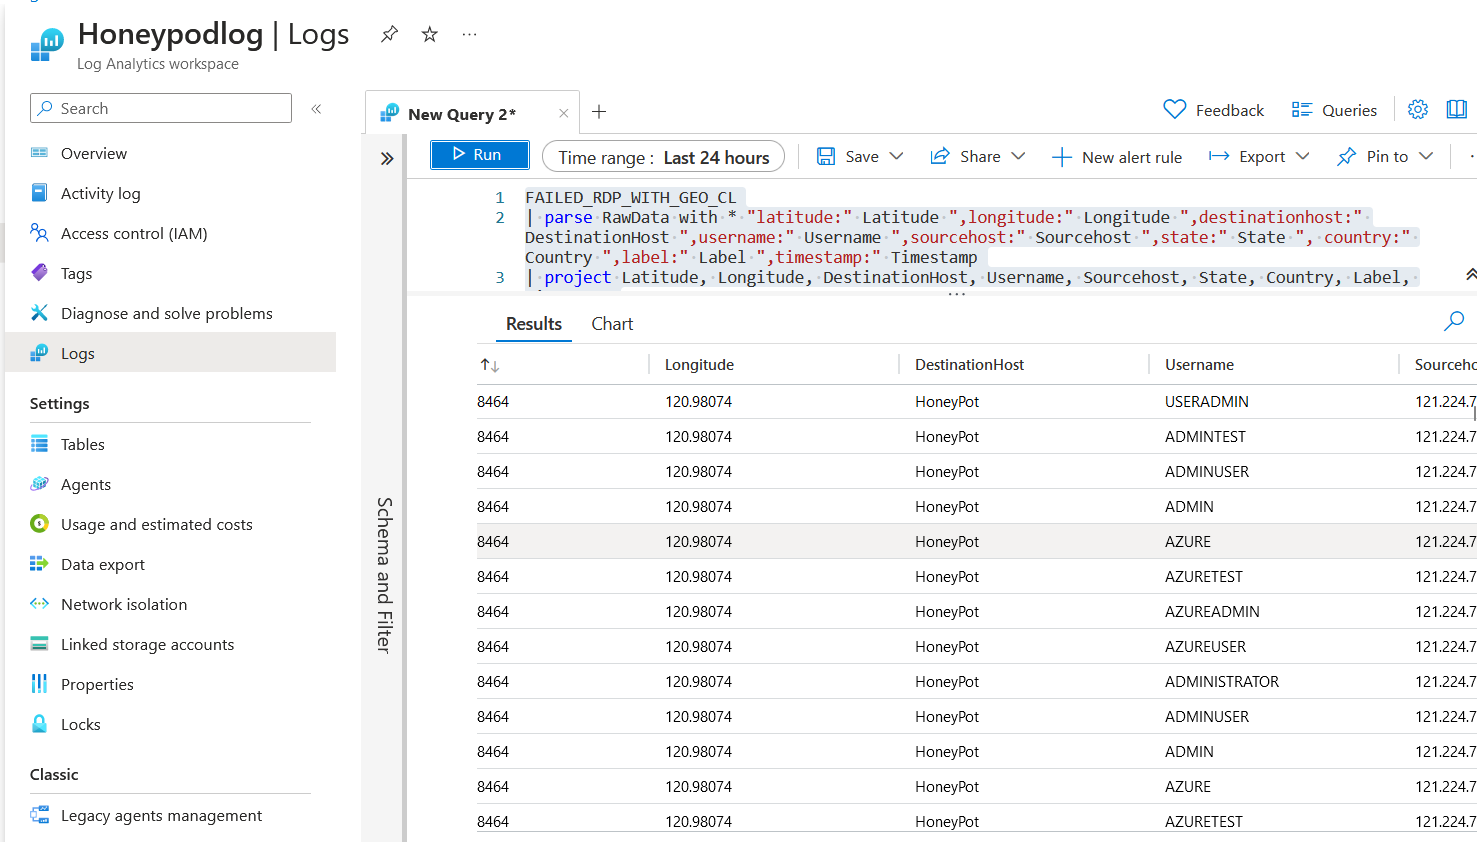 Honeypodlog | Logs
Log Analytics workspace
Search
Overview
Activity log
Access control (IAM)
Tags
Diagnose and solve problems
Logs
Settings
Tables
Agents
Usage and estimated costs
Data export
Network isolation
Linked storage accounts
Properties
Locks
Classic
Legacy agents management
New Query 2*
Feedback
Queries
Run
Time range : Last 24 hours
Save
Share
New alert rule
Export
Pin to
1 FAILED_RDP_WITH_GEO_CL
2 | parse RawData with * "latitude:" Latitude ",longitude:" Longitude ",destinationhost:"
DestinationHost ",username:" Username ",sourcehost:" Sourcehost ",state:" State ", country:"
Country ",label:" Label ",timestamp:" Timestamp
3 | project Latitude, Longitude, DestinationHost, Username, Sourcehost, State, Country, Label,
Schema and Filter
Results Chart
Longitude DestinationHost Username Sourceho
8464 120.98074 HoneyPot USERADMIN 121.224.7
8464 120.98074 HoneyPot ADMINTEST 121.224.7
8464 120.98074 HoneyPot ADMINUSER 121.224.7
8464 120.98074 HoneyPot ADMIN 121.224.7
8464 120.98074 HoneyPot AZURE 121.224.7
8464 120.98074 HoneyPot AZURETEST 121.224.7
8464 120.98074 HoneyPot AZUREADMIN 121.224.7
8464 120.98074 HoneyPot AZUREUSER 121.224.7
8464 120.98074 HoneyPot ADMINISTRATOR 121.224.7
8464 120.98074 HoneyPot ADMINUSER 121.224.7
8464 120.98074 HoneyPot ADMIN 121.224.7
8464 120.98074 HoneyPot AZURE 121.224.7
8464 120.98074 HoneyPot AZURETEST 121.224.7